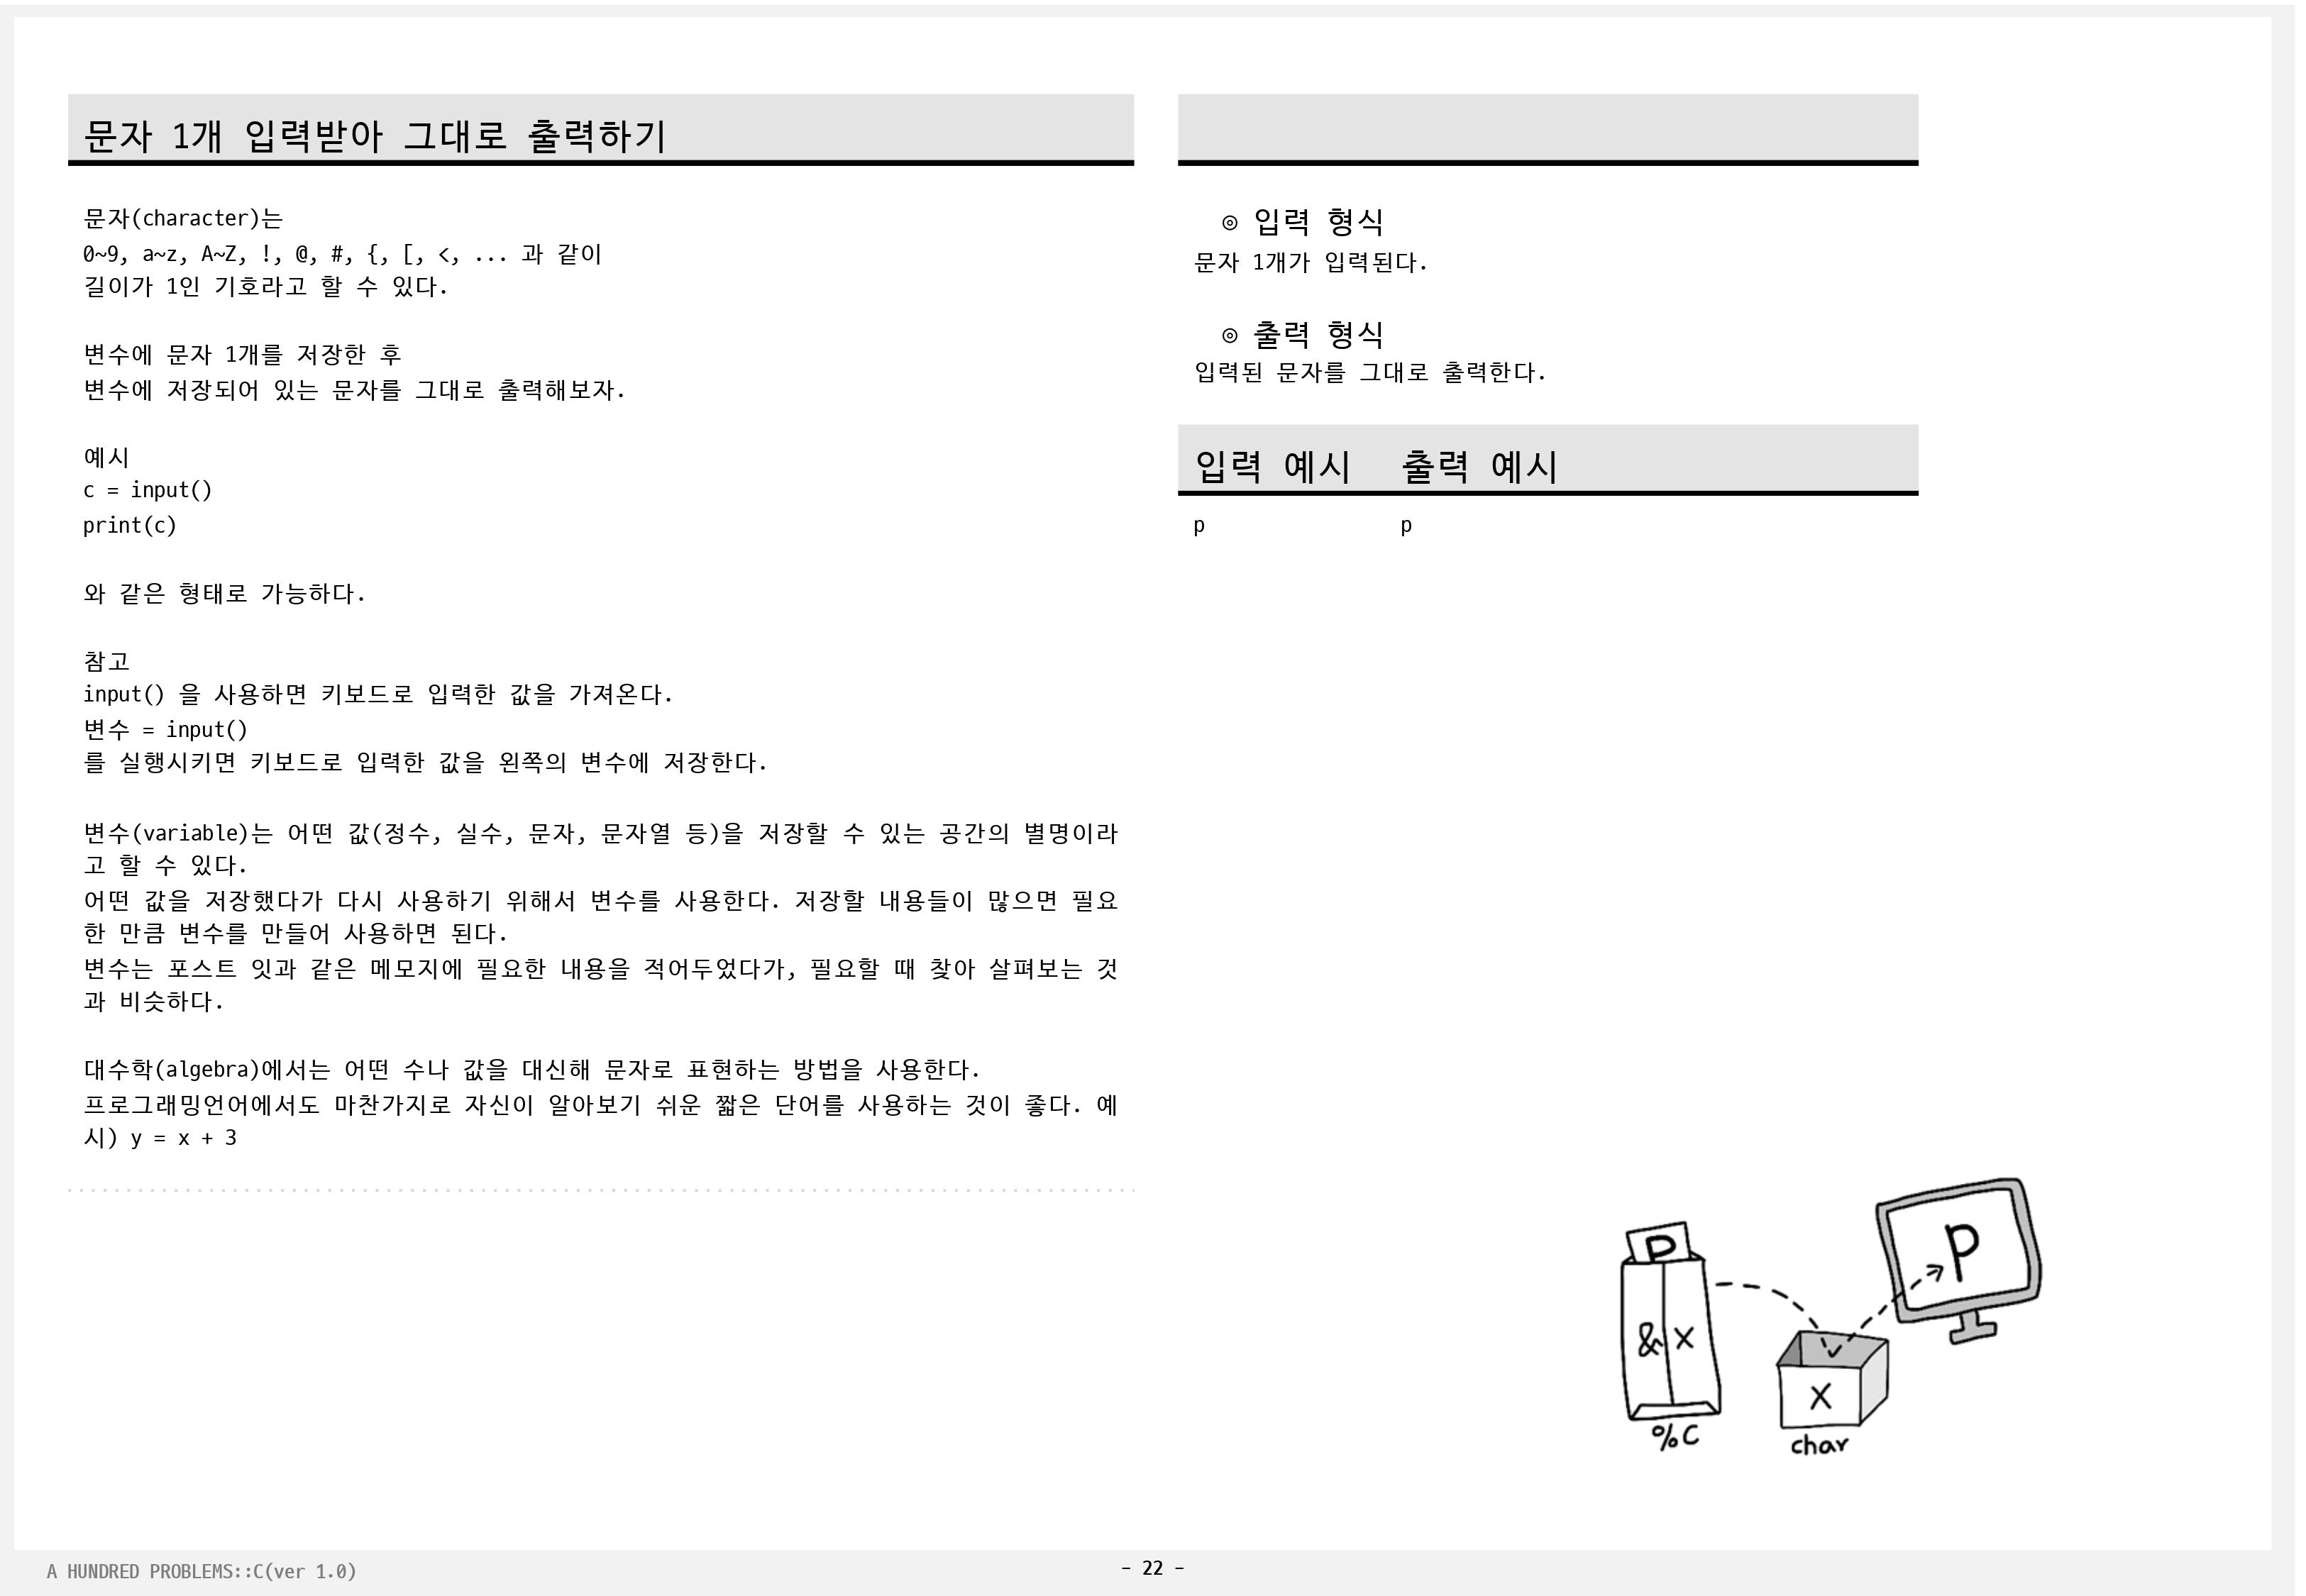 문자 1개 입력받아 그대로 출력하기
문자(character)는
0~9, a~z, A~Z, !, @, #, {, [, <, ... 과 같이
길이가 1인 기호라고 할 수 있다.
변수에 문자 1개를 저장한 후
변수에 저장되어 있는 문자를 그대로 출력해보자.
예시
c = input()
print(c)
와 같은 형태로 가능하다.
참고
input() 을 사용하면 키보드로 입력한 값을 가져온다.
변수 = input()
를 실행시키면 키보드로 입력한 값을 왼쪽의 변수에 저장한다.
변수(variable)는 어떤 값(정수, 실수, 문자, 문자열 등)을 저장할 수 있는 공간의 별명이라
고 할 수 있다.
어떤 값을 저장했다가 다시 사용하기 위해서 변수를 사용한다. 저장할 내용들이 많으면 필요
한 만큼 변수를 만들어 사용하면 된다.
변수는 포스트 잇과 같은 메모지에 필요한 내용을 적어두었다가, 필요할 때 찾아 살펴보는 것
과 비슷하다.
대수학(algebra)에서는 어떤 수나 값을 대신해 문자로 표현하는 방법을 사용한다.
프로그래밍언어에서도 마찬가지로 자신이 알아보기 쉬운 짧은 단어를 사용하는 것이 좋다. 예
시) y = x + 3
◎ 입력 형식
문자 1개가 입력된다.
◎ 출력 형식
입력된 문자를 그대로 출력한다.
입력 예시 출력 예시
p p
p
p
& x
x
%c
char
A HUNDRED PROBLEMS::C(ver 1.0)
- 22 -